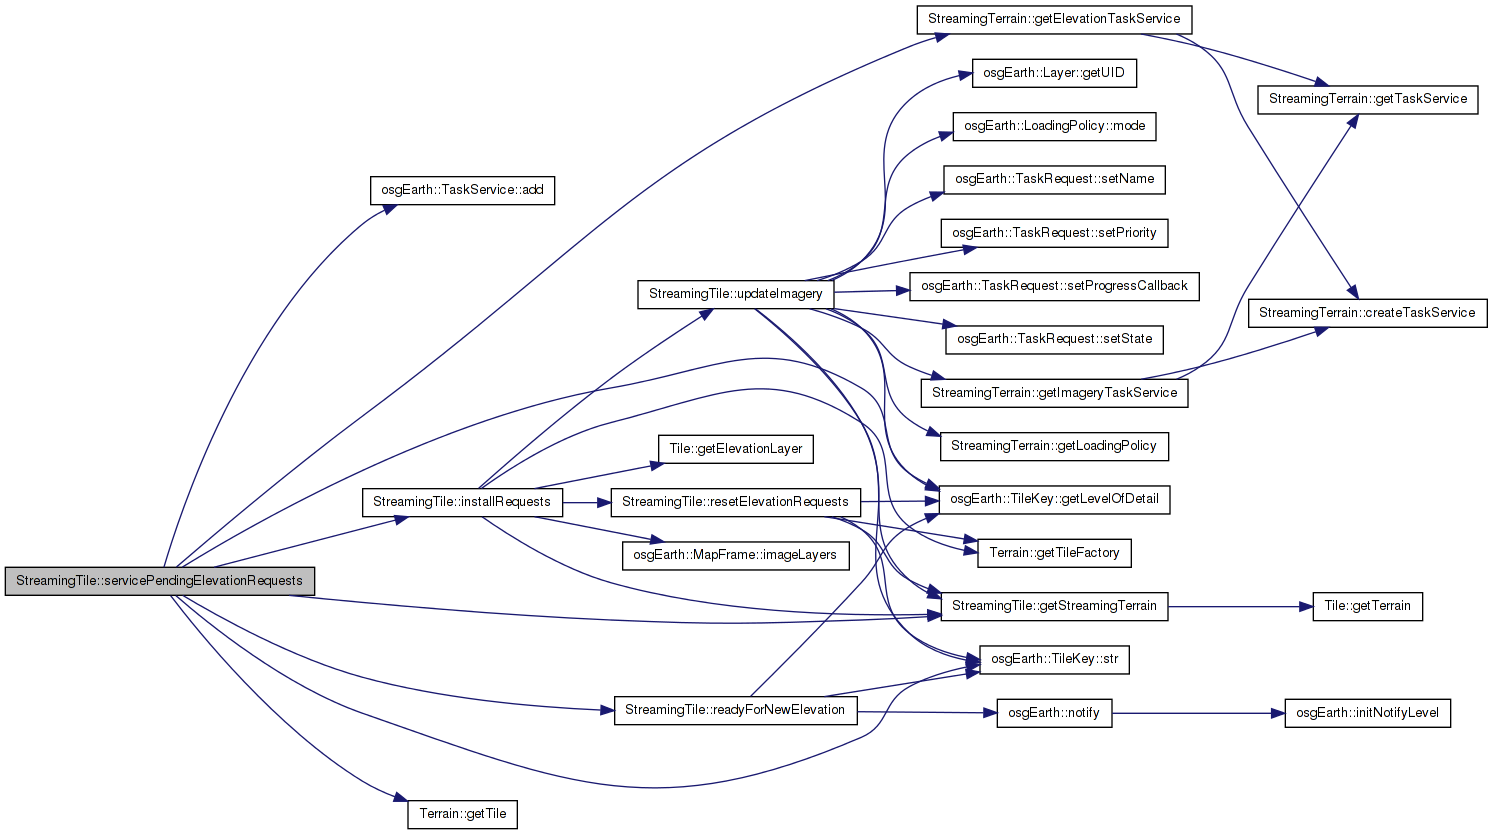 StreamingTerrain::getElevationTaskService
osgEarth::Layer::getUID
StreamingTerrain::getTaskService
osgEarth::LoadingPolicy::mode
osgEarth::TaskService::add
osgEarth::TaskRequest::setName
osgEarth::TaskRequest::setPriority
osgEarth::TaskRequest::setProgressCallback
StreamingTile::updateImagery
StreamingTerrain::createTaskService
osgEarth::TaskRequest::setState
StreamingTerrain::getImageryTaskService
Tile::getElevationLayer
StreamingTerrain::getLoadingPolicy
StreamingTile::installRequests
StreamingTile::resetElevationRequests
osgEarth::TileKey::getLevelOfDetail
osgEarth::MapFrame::imageLayers
Terrain::getTileFactory
StreamingTile::servicePendingElevationRequests
StreamingTile::getStreamingTerrain
Tile::getTerrain
osgEarth::TileKey::str
StreamingTile::readyForNewElevation
osgEarth::notify
osgEarth::initNotifyLevel
Terrain::getTile